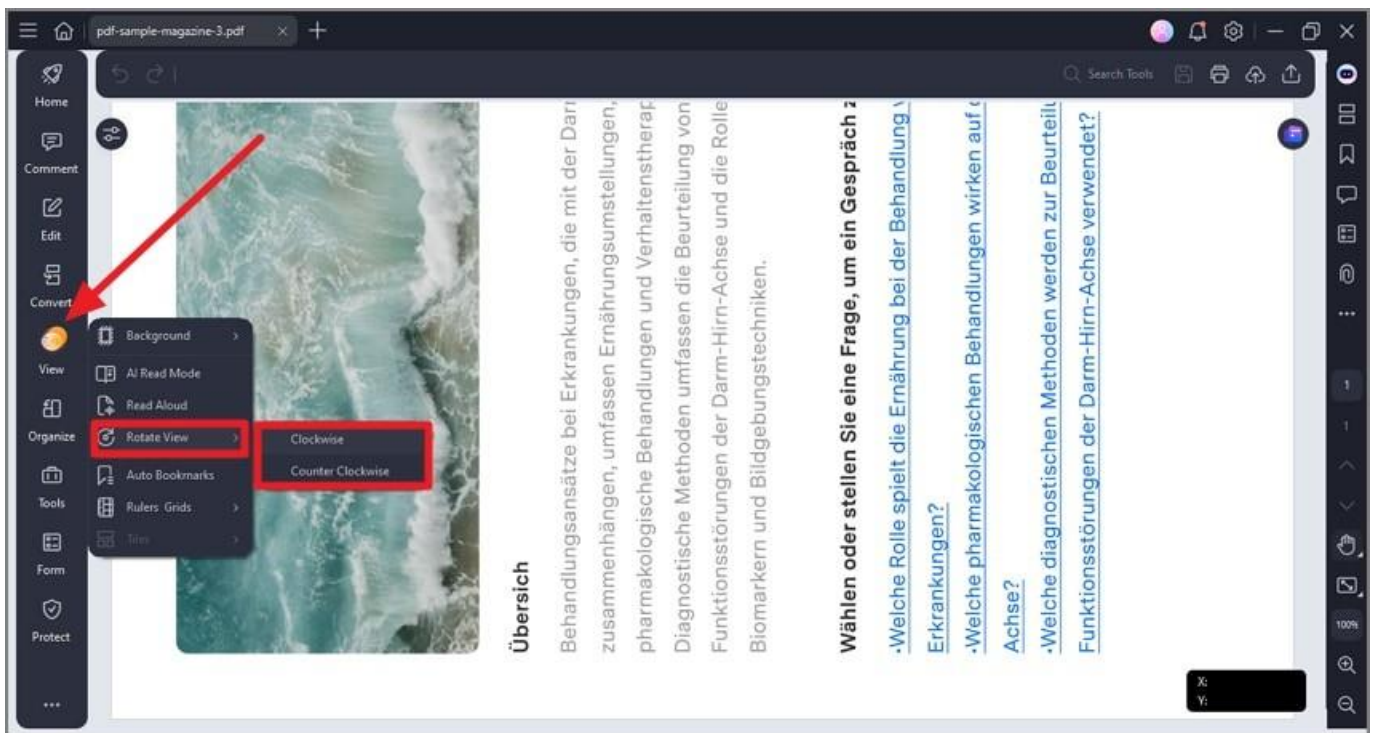 pdf-sample-magazine-3.pdf
Search Tools
Home
Comment
Edit
Convert
View
Organize
Tools
Form
Protect
Background
AI Read Mode
Read Aloud
Rotate View
Auto Bookmarks
Rulers Grids
Tiles
Clockwise
Counter Clockwise
Übersich
Behandlungsansätze bei Erkrankungen, die mit der Darr
zusammenhängen, umfassen Ernährungsumstellungen,
pharmakologische Behandlungen und Verhaltenstherap
Diagnostische Methoden umfassen die Beurteilung von
Funktionsstörungen der Darm-Hirn-Achse und die Rolle
Biomarkern und Bildgebungstechniken.
Wählen oder stellen Sie eine Frage, um ein Gespräch z
·Welche Rolle spielt die Ernährung bei der Behandlung v
Erkrankungen?
·Welche pharmakologischen Behandlungen wirken auf d
Achse?
·Welche diagnostischen Methoden werden zur Beurteilu
Funktionsstörungen der Darm-Hirn-Achse verwendet?
1
1
100%
X:
Y: